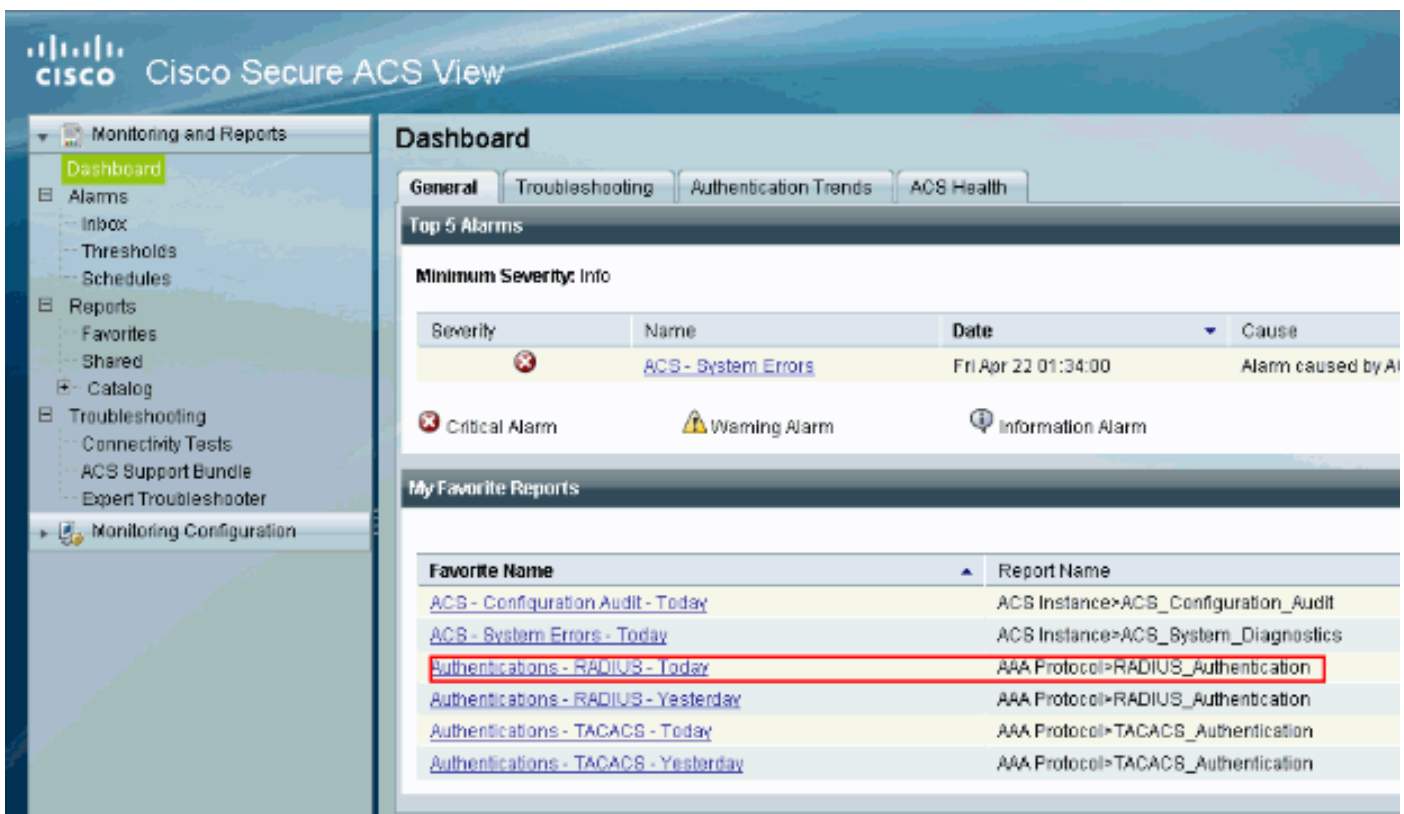 cisco Cisco Secure ACS View
Monitoring and Reports
Dashboard
Alarms
Inbox
Thresholds
Schedules
Reports
Favorites
Shared
Catalog
Troubleshooting
Connectivity Tests
ACS Support Bundle
Expert Troubleshooter
Monitoring Configuration
Dashboard
General Troubleshooting Authentication Trends ACS Health
Top 5 Alarms
Minimum Severity: Info
Severity Name Date Cause
ACS - System Errors Fri Apr 22 01:34:00 Alarm caused by
Critical Alarm Warning Alarm Information Alarm
My Favorite Reports
Favorite Name Report Name
ACS - Configuration Audit - Today ACS Instance>ACS_Configuration_Audit
ACS - System Errors - Today ACS Instance>ACS_System_Diagnostics
Authentications - RADIUS - Today AAA Protocol>RADIUS_Authentication
Authentications - RADIUS - Yesterday AAA Protocol>RADIUS_Authentication
Authentications - TACACS - Today AAA Protocol>TACACS_Authentication
Authentications - TACACS - Yesterday AAA Protocol>TACACS_Authentication